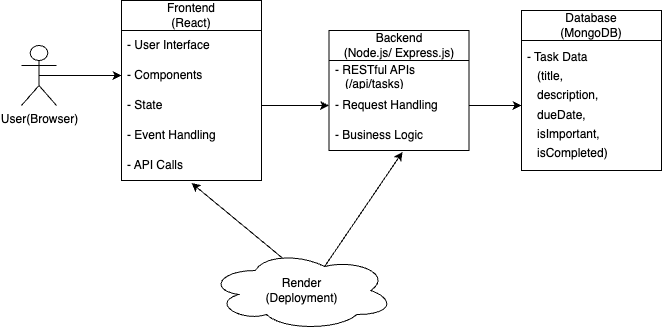 User(Browser)
Frontend
(React)
- User Interface
- Components
- State
- Event Handling
- API Calls
Backend
(Node.js/ Express.js)
- RESTful APIs
(/api/tasks)
- Request Handling
- Business Logic
Database
(MongoDB)
- Task Data
(title,
description,
dueDate,
isImportant,
isCompleted)
Render
(Deployment)